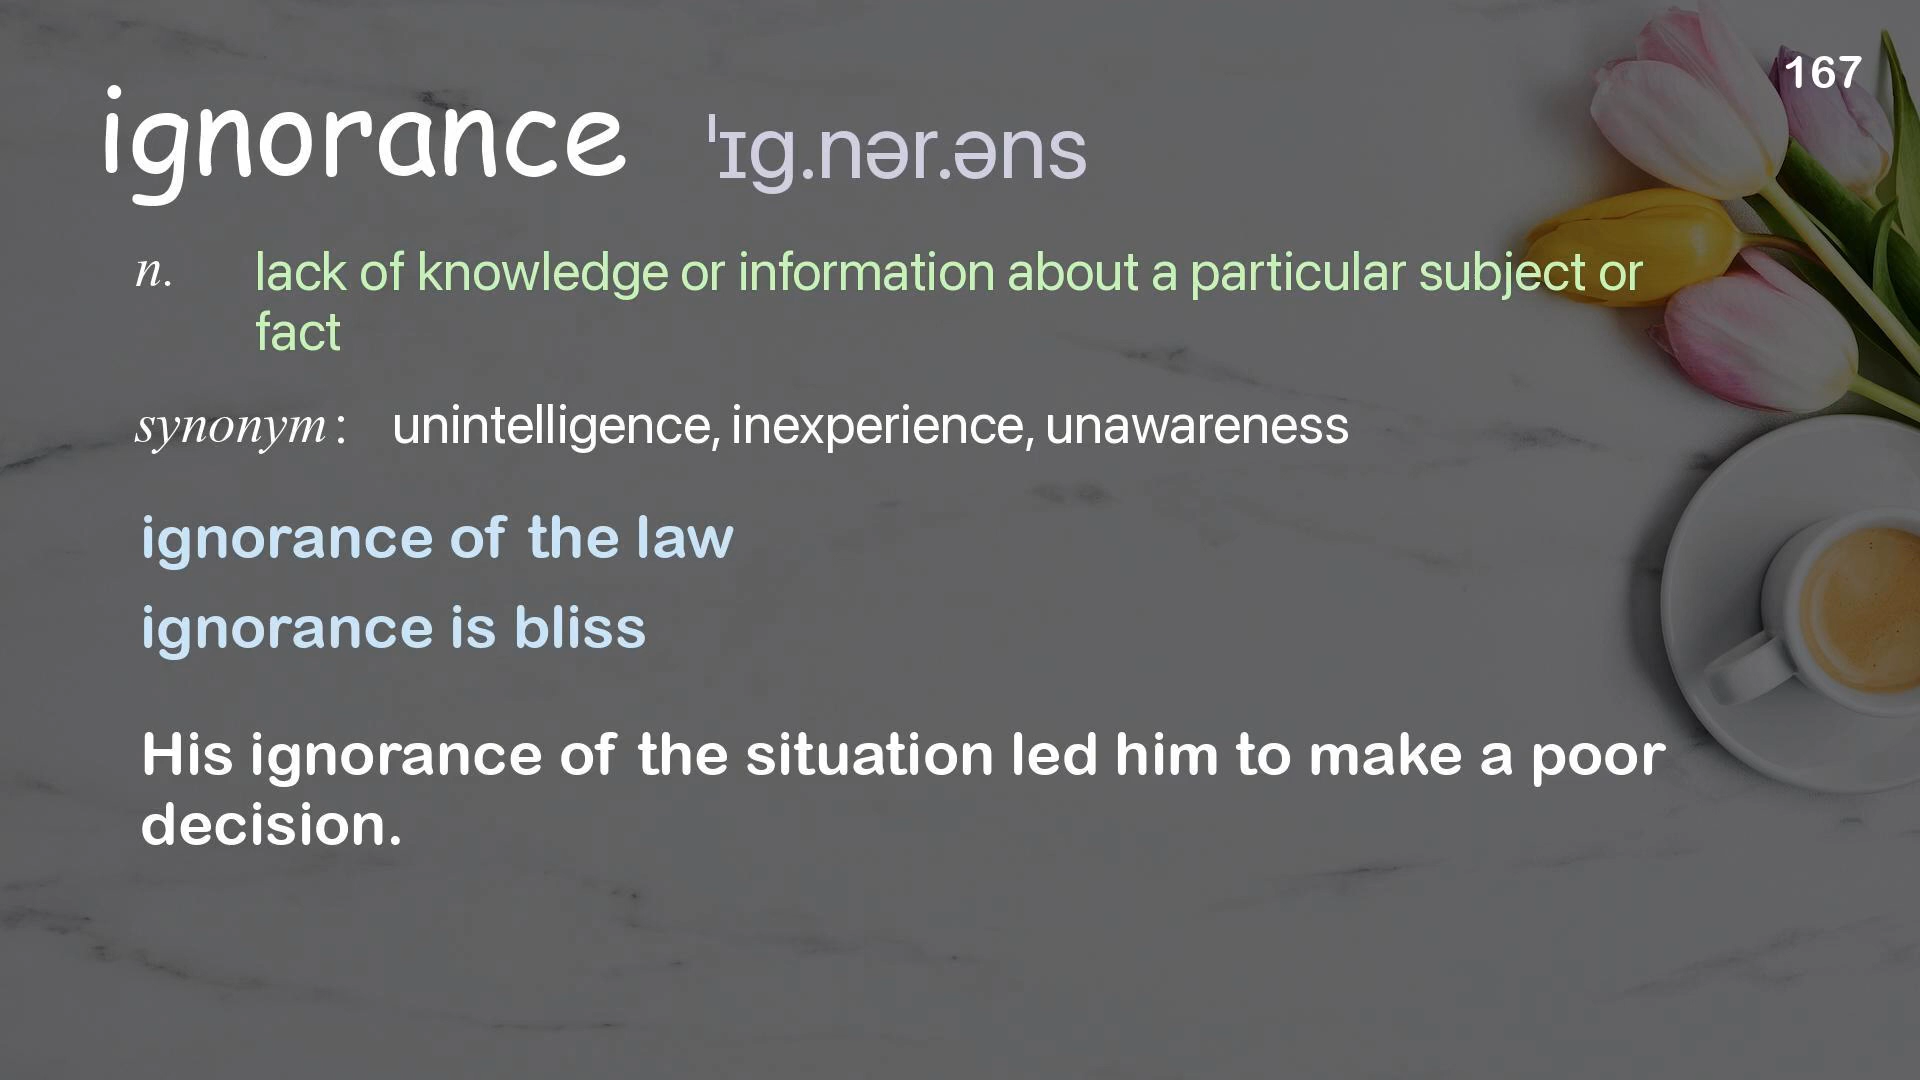 167
ignorance ˈɪg.nər.əns
n. lack of knowledge or information about a particular subject or
fact
synonym : unintelligence, inexperience, unawareness
ignorance of the law
ignorance is bliss
His ignorance of the situation led him to make a poor
decision.